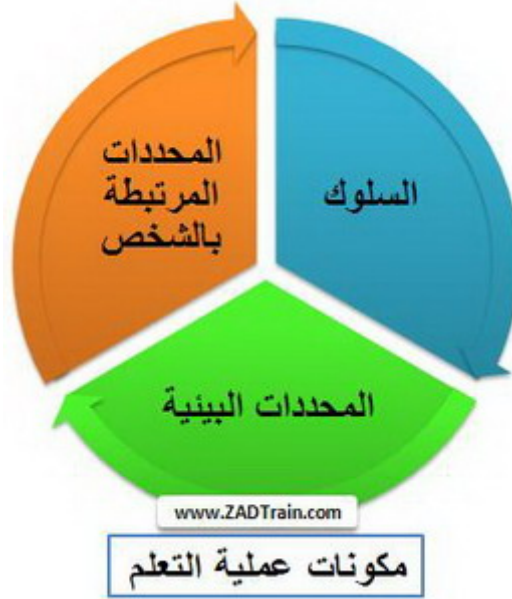 المحددات
المرتبطة
بالشخص
السلوك
المحددات البيئية
www.ZADTrain.com
مكونات عملية التعلم